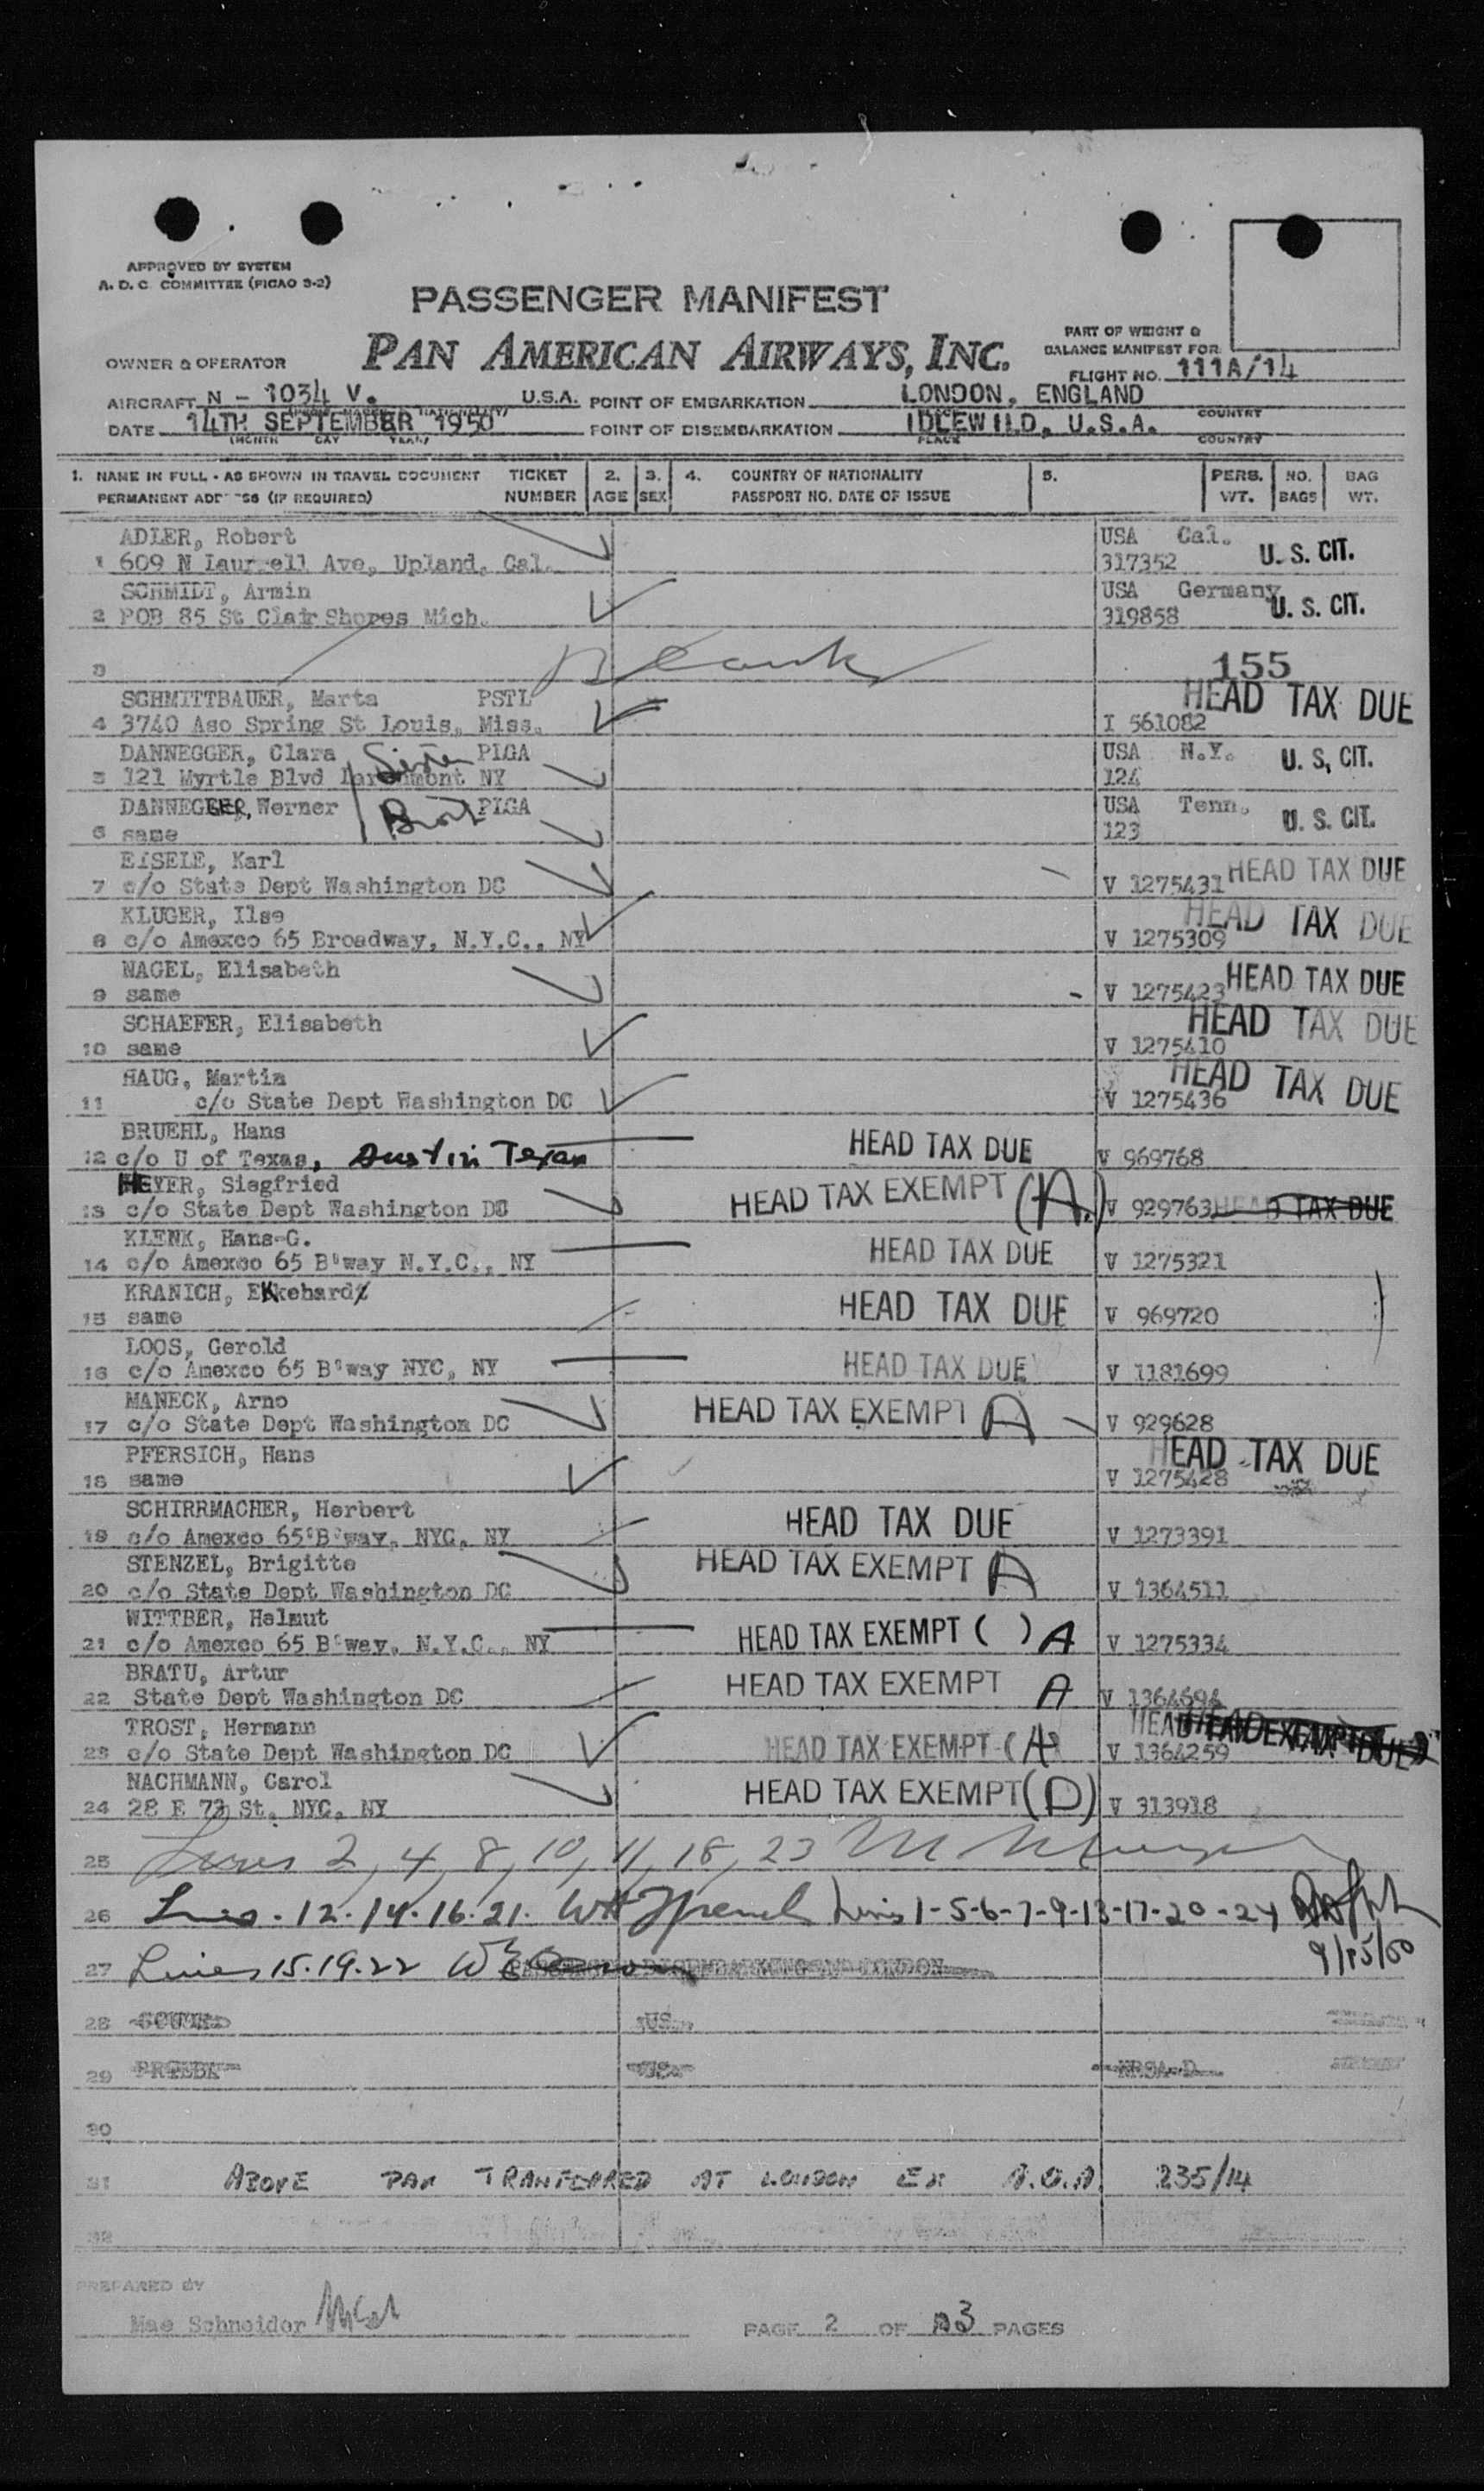 APPROVED BY SYSTEM
A. D. C. COMMITTEE (FICAO 3-2)
PASSENGER MANIFEST
PAN AMERICAN AIRWAYS, INC.
PART OF WEIGHT &
BALANCE MANIFEST FOR
OWNER & OPERATOR
FLIGHT NO. 111A/14
AIRCRAFT N - 1034 V. U.S.A. POINT OF EMBARKATION LONDON, ENGLAND
DATE 14TH SEPTEMBER 1950 POINT OF DISEMBARKATION IDLEWILD, U.S.A.
(MONTH DAY YEAR) PLACE COUNTRY
1. NAME IN FULL - AS SHOWN IN TRAVEL DOCUMENT TICKET 2. 3. 4. COUNTRY OF NATIONALITY 5. PERS. NO. BAG
PERMANENT ADD SS (IF REQUIRED) NUMBER AGE SEX PASSPORT NO. DATE OF ISSUE WT. BAGS WT.
ADLER, Robert USA Cal. U. S. CIT.
1 609 N Laurell Ave, Upland, Cal. 317352
SCHMIDT, Armin USA Germany U. S. CIT.
2 POB 85 St Clair Shores Mich. 319858
3 Blank 155
SCHMITTBAUER, Marta PSTL HEAD TAX DUE
4 3740 Aso Spring St Louis, Miss. I 561082
DANNEGGER, Clara Sister PIGA USA N.Y. U. S. CIT.
5 121 Myrtle Blvd Larchmont NY 124
DANNEGGER, Werner Brot PIGA USA Tenn. U. S. CIT.
6 same 123
EISELE, Karl HEAD TAX DUE
7 c/o State Dept Washington DC V 1275431
KLUGER, Ilse HEAD TAX DUE
8 c/o Amexco 65 Broadway, N.Y.C., NY V 1275309
NAGEL, Elisabeth HEAD TAX DUE
9 same V 1275423
SCHAEFER, Elisabeth HEAD TAX DUE
10 same V 1275410
HAUG, Martin HEAD TAX DUE
11 c/o State Dept Washington DC V 1275436
BRUEHL, Hans HEAD TAX DUE
12 c/o U of Texas, Austin Texas V 969768
HEYER, Siegfried HEAD TAX EXEMPT (A.)
13 c/o State Dept Washington DC V 929763 HEAD TAX DUE
KLENK, Hans-G. HEAD TAX DUE
14 c/o Amexco 65 B'way N.Y.C., NY V 1275321
KRANICH, Ekkehard HEAD TAX DUE
15 same V 969720
LOOS, Gerold HEAD TAX DUE
16 c/o Amexco 65 B'way NYC, NY V 1181699
MANECK, Arno HEAD TAX EXEMPT A
17 c/o State Dept Washington DC V 929628
PFERSICH, Hans HEAD TAX DUE
18 same V 1275428
SCHIRRMACHER, Herbert HEAD TAX DUE
19 c/o Amexco 65 B'way, NYC, NY V 1273391
STENZEL, Brigitte HEAD TAX EXEMPT A
20 c/o State Dept Washington DC V 1364511
WITTBER, Helmut HEAD TAX EXEMPT ( ) A
21 c/o Amexco 65 B'way, N.Y.C., NY V 1275334
BRATU, Artur HEAD TAX EXEMPT A
22 State Dept Washington DC V 1364694
TROST, Hermann HEAD TAX EXEMPT (A)
23 c/o State Dept Washington DC V 1364259
NACHMANN, Carol HEAD TAX EXEMPT (D)
24 28 E 73 St. NYC, NY V 313918
25 Lines 2, 4, 8, 10, 11, 18, 23
26 Lines . 12 . 14 . 16 . 21. Lines 1-5-6-7-9-13-17-20-24
9/15/50
27 Lines 15.19.22
28 US
29
30
31 ABOVE PAX TRANFERRED AT LONDON EX A.O.A. 235/14
32
PREPARED BY
Mae Schneider
PAGE 2 OF 3 PAGES